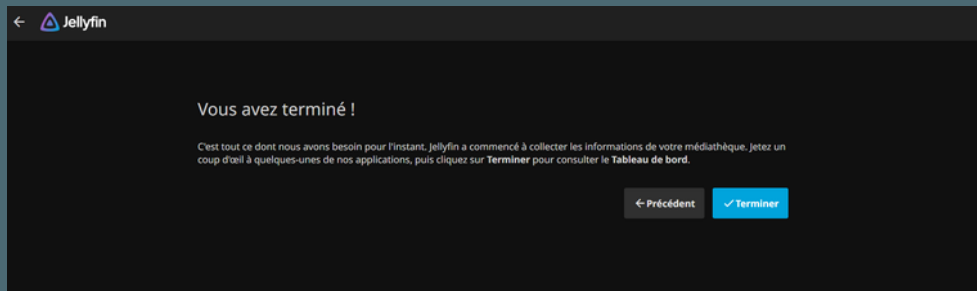 Jellyfin
Vous avez terminé !
C'est tout ce dont nous avons besoin pour l'instant. Jellyfin a commencé à collecter les informations de votre médiathèque. Jetez un
coup d'œil à quelques-unes de nos applications, puis cliquez sur Terminer pour consulter le Tableau de bord.
Précédent
Terminer